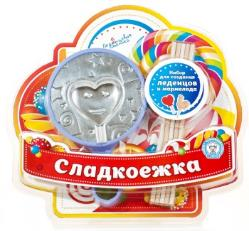 Набор
для создания
леденцов
и мармелада
Сладкоежка